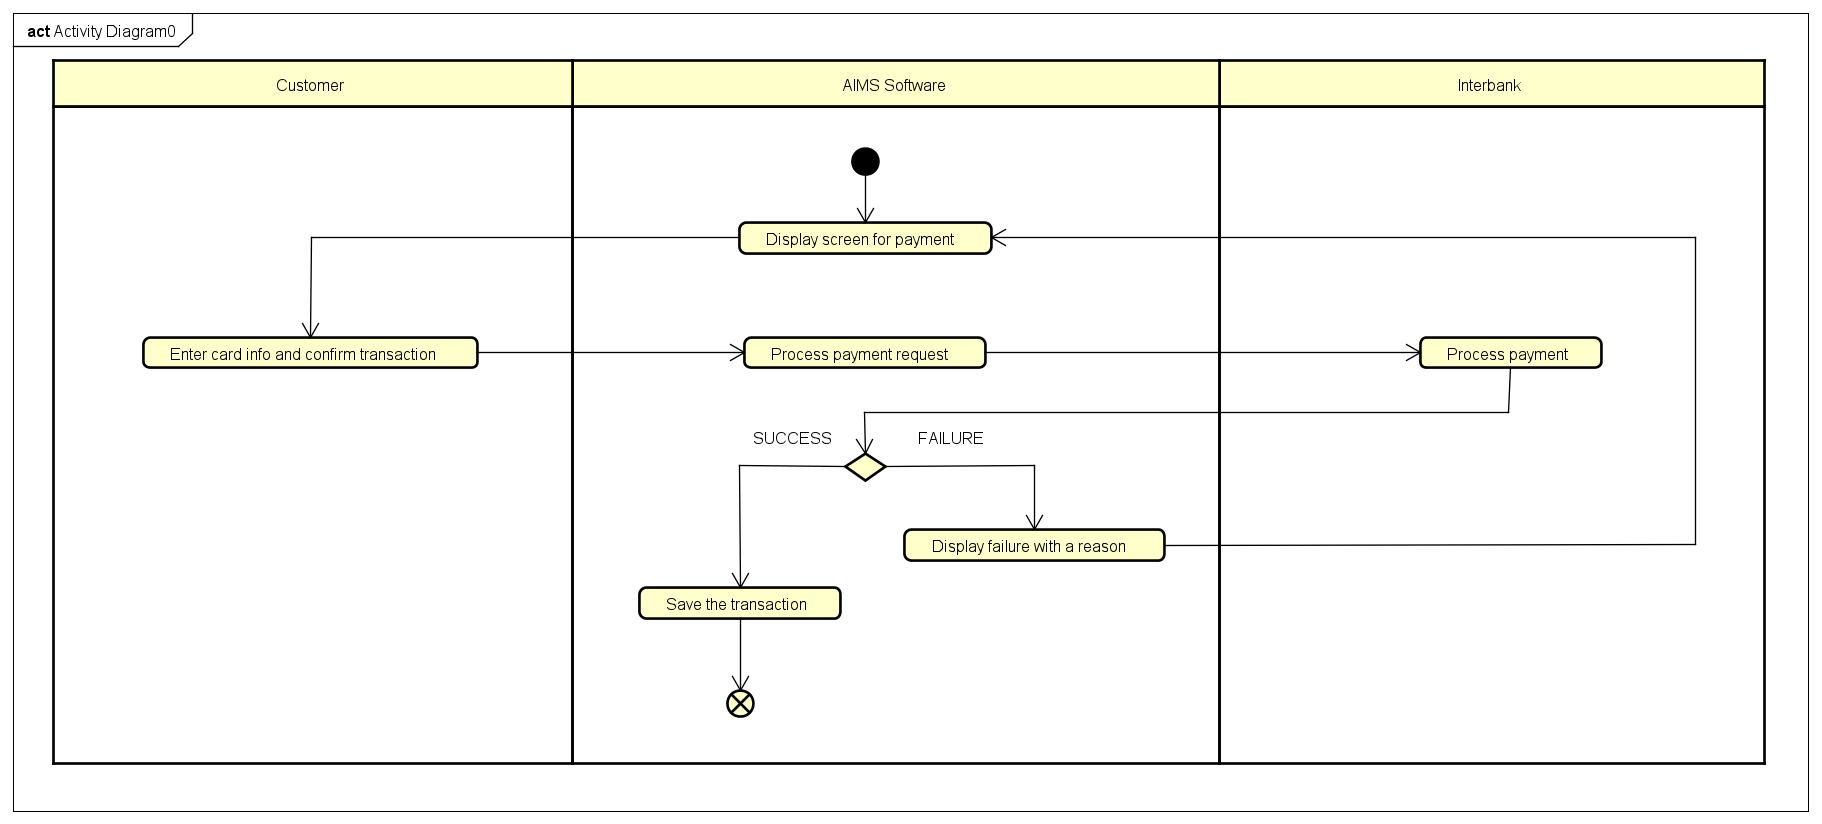 act Activity Diagram0
Customer
AIMS Software
Interbank
Display screen for payment
Enter card info and confirm transaction
Process payment request
Process payment
SUCCESS
FAILURE
Display failure with a reason
Save the transaction